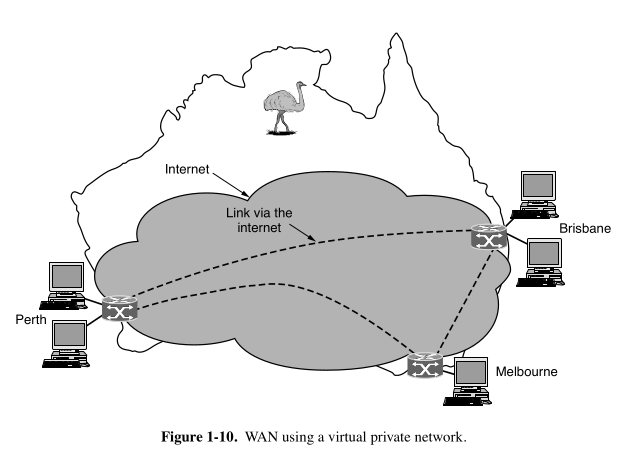 Internet
Link via the
internet
Brisbane
Perth
Melbourne
Figure 1-10. WAN using a virtual private network.